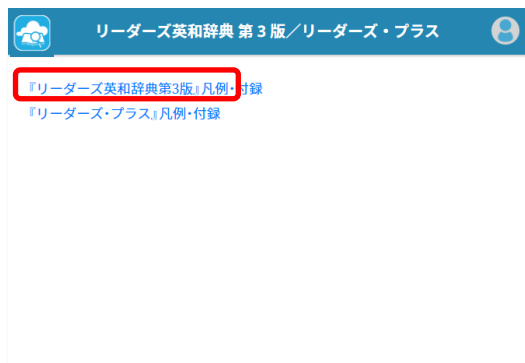 リーダーズ英和辞典 第3版／リーダーズ・プラス
『リーダーズ英和辞典第3版』凡例・付録
『リーダーズ・プラス』凡例・付録